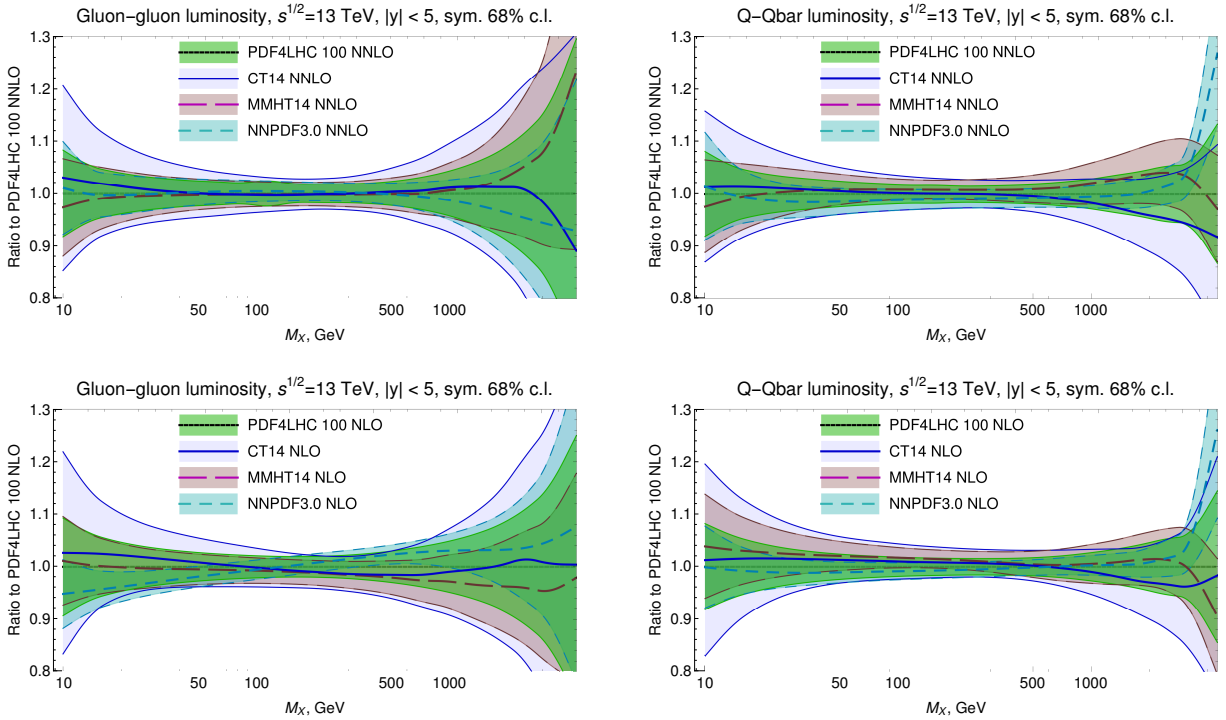 Gluon-gluon luminosity, s^1/2=13 TeV, |y| < 5, sym. 68% c.l.
Ratio to PDF4LHC 100 NNLO
1.3
1.2
1.1
1.0
0.9
0.8
PDF4LHC 100 NNLO
CT14 NNLO
MMHT14 NNLO
NNPDF3.0 NNLO
10 50 100 500 1000
M_X, GeV
Q-Qbar luminosity, s^1/2=13 TeV, |y| < 5, sym. 68% c.l.
Ratio to PDF4LHC 100 NNLO
1.3
1.2
1.1
1.0
0.9
0.8
PDF4LHC 100 NNLO
CT14 NNLO
MMHT14 NNLO
NNPDF3.0 NNLO
10 50 100 500 1000
M_X, GeV
Gluon-gluon luminosity, s^1/2=13 TeV, |y| < 5, sym. 68% c.l.
Ratio to PDF4LHC 100 NLO
1.3
1.2
1.1
1.0
0.9
0.8
PDF4LHC 100 NLO
CT14 NLO
MMHT14 NLO
NNPDF3.0 NLO
10 50 100 500 1000
M_X, GeV
Q-Qbar luminosity, s^1/2=13 TeV, |y| < 5, sym. 68% c.l.
Ratio to PDF4LHC 100 NLO
1.3
1.2
1.1
1.0
0.9
0.8
PDF4LHC 100 NLO
CT14 NLO
MMHT14 NLO
NNPDF3.0 NLO
10 50 100 500 1000
M_X, GeV